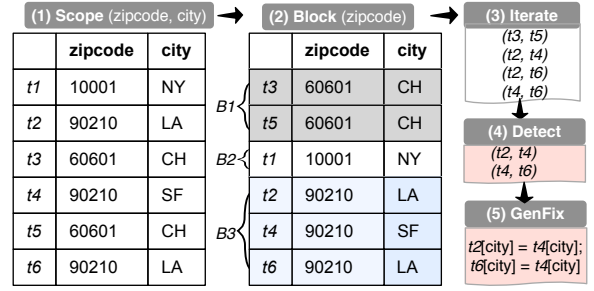 (1) Scope (zipcode, city)
zipcode city
t1 10001 NY
t2 90210 LA
t3 60601 CH
t4 90210 SF
t5 60601 CH
t6 90210 LA
(2) Block (zipcode)
zipcode city
B1
t3 60601 CH
t5 60601 CH
B2
t1 10001 NY
B3
t2 90210 LA
t4 90210 SF
t6 90210 LA
(3) Iterate
(t3, t5)
(t2, t4)
(t2, t6)
(t4, t6)
(4) Detect
(t2, t4)
(t4, t6)
(5) GenFix
t2[city] = t4[city];
t6[city] = t4[city]